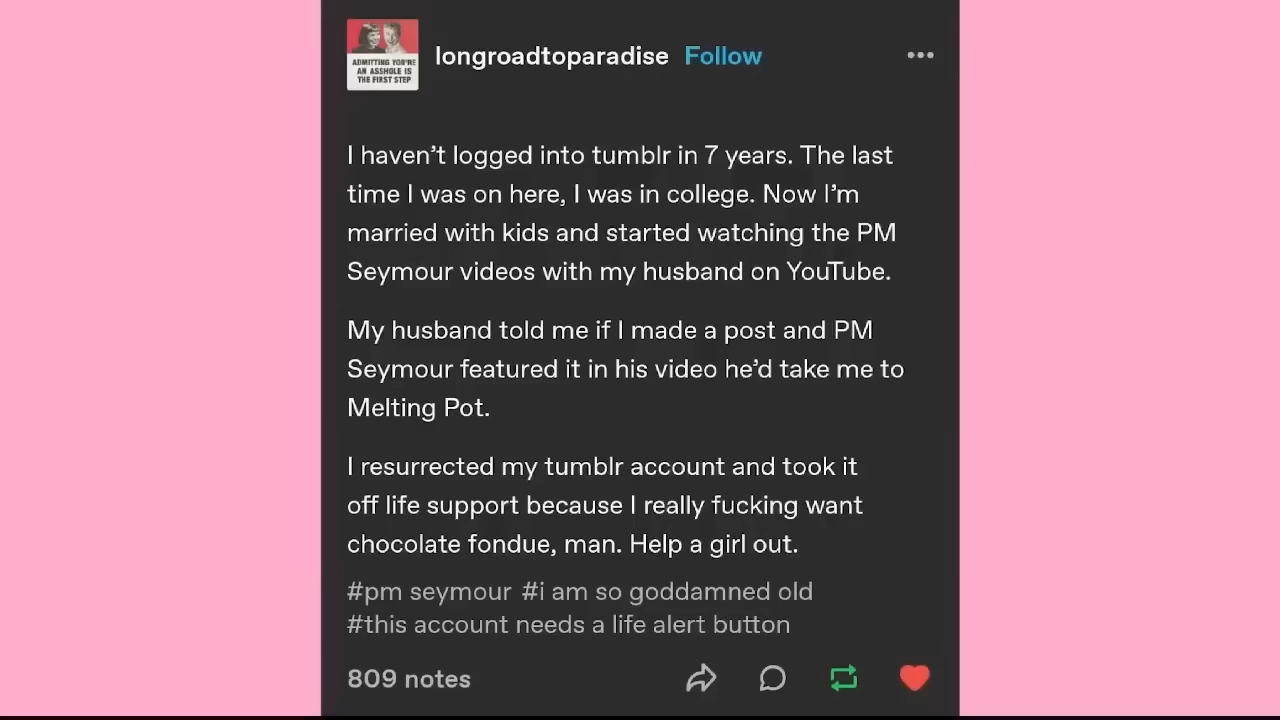 ADMITTING YOU'RE
AN ASSHOLE IS
THE FIRST STEP
longroadtoparadise Follow
I haven’t logged into tumblr in 7 years. The last
time I was on here, I was in college. Now I’m
married with kids and started watching the PM
Seymour videos with my husband on YouTube.
My husband told me if I made a post and PM
Seymour featured it in his video he’d take me to
Melting Pot.
I resurrected my tumblr account and took it
off life support because I really fucking want
chocolate fondue, man. Help a girl out.
#pm seymour #i am so goddamned old
#this account needs a life alert button
809 notes